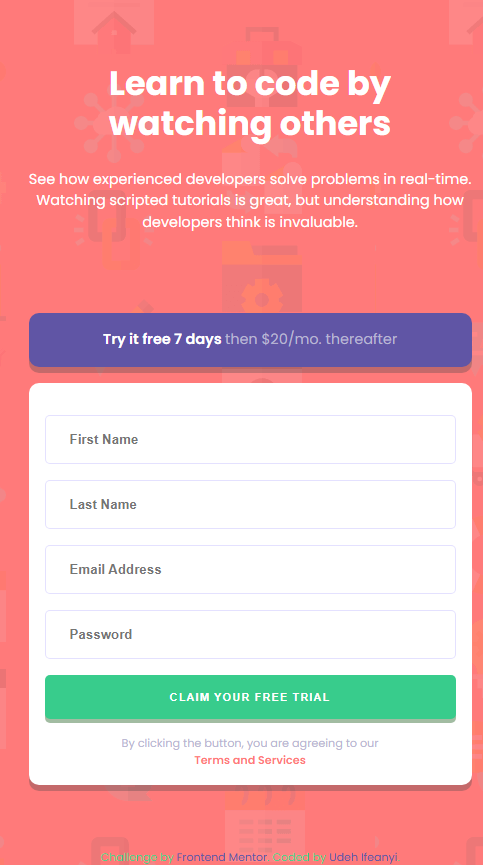 Learn to code by
watching others
See how experienced developers solve problems in real-time.
Watching scripted tutorials is great, but understanding how
developers think is invaluable.
Try it free 7 days then $20/mo. thereafter
First Name
Last Name
Email Address
Password
CLAIM YOUR FREE TRIAL
By clicking the button, you are agreeing to our
Terms and Services
Challenge by Frontend Mentor. Coded by Udeh Ifeanyi.